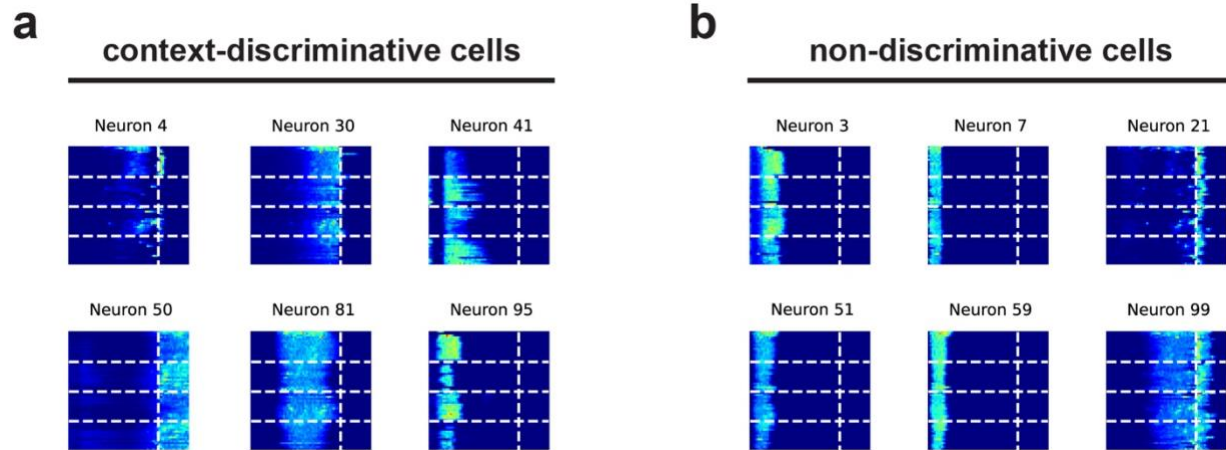 a
context-discriminative cells
Neuron 4
Neuron 30
Neuron 41
Neuron 50
Neuron 81
Neuron 95
b
non-discriminative cells
Neuron 3
Neuron 7
Neuron 21
Neuron 51
Neuron 59
Neuron 99